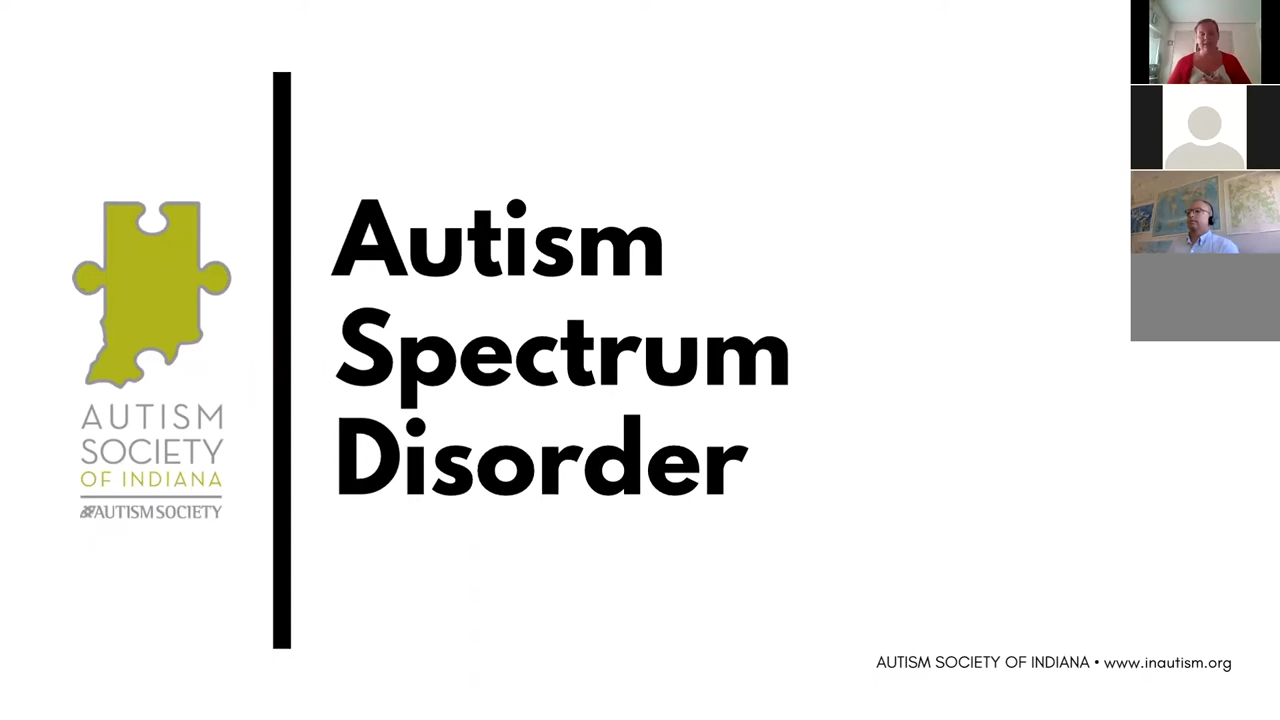 AUTISM
SOCIETY
OF INDIANA
AUTISM SOCIETY
Autism
Spectrum
Disorder
AUTISM SOCIETY OF INDIANA • www.inautism.org